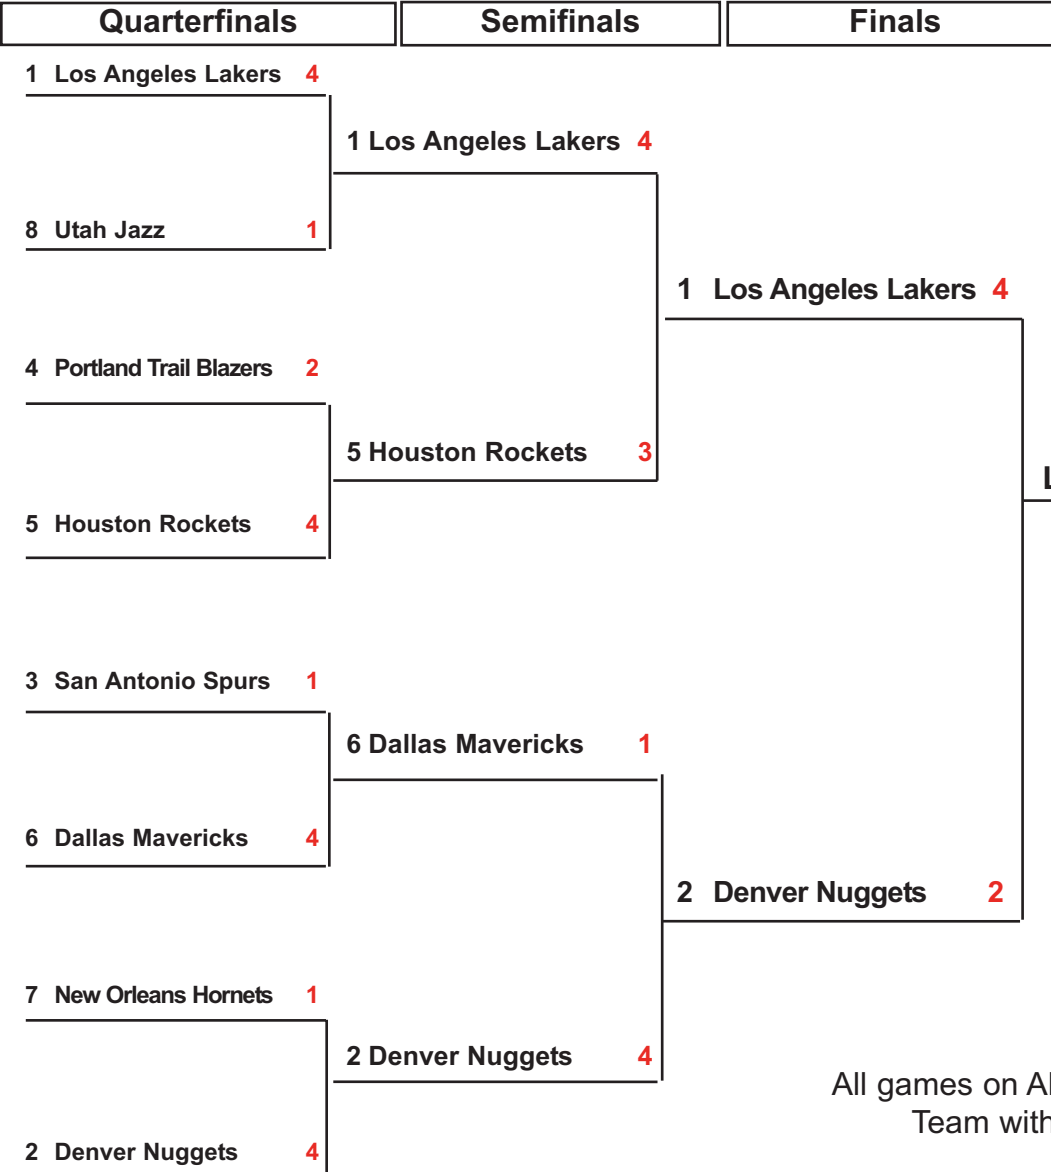 Quarterfinals Semifinals Finals
1 Los Angeles Lakers 4
1 Los Angeles Lakers 4
8 Utah Jazz 1
1 Los Angeles Lakers 4
4 Portland Trail Blazers 2
5 Houston Rockets 3
L
5 Houston Rockets 4
3 San Antonio Spurs 1
6 Dallas Mavericks 1
6 Dallas Mavericks 4
2 Denver Nuggets 2
7 New Orleans Hornets 1
2 Denver Nuggets 4
All games on
Team with
2 Denver Nuggets 4